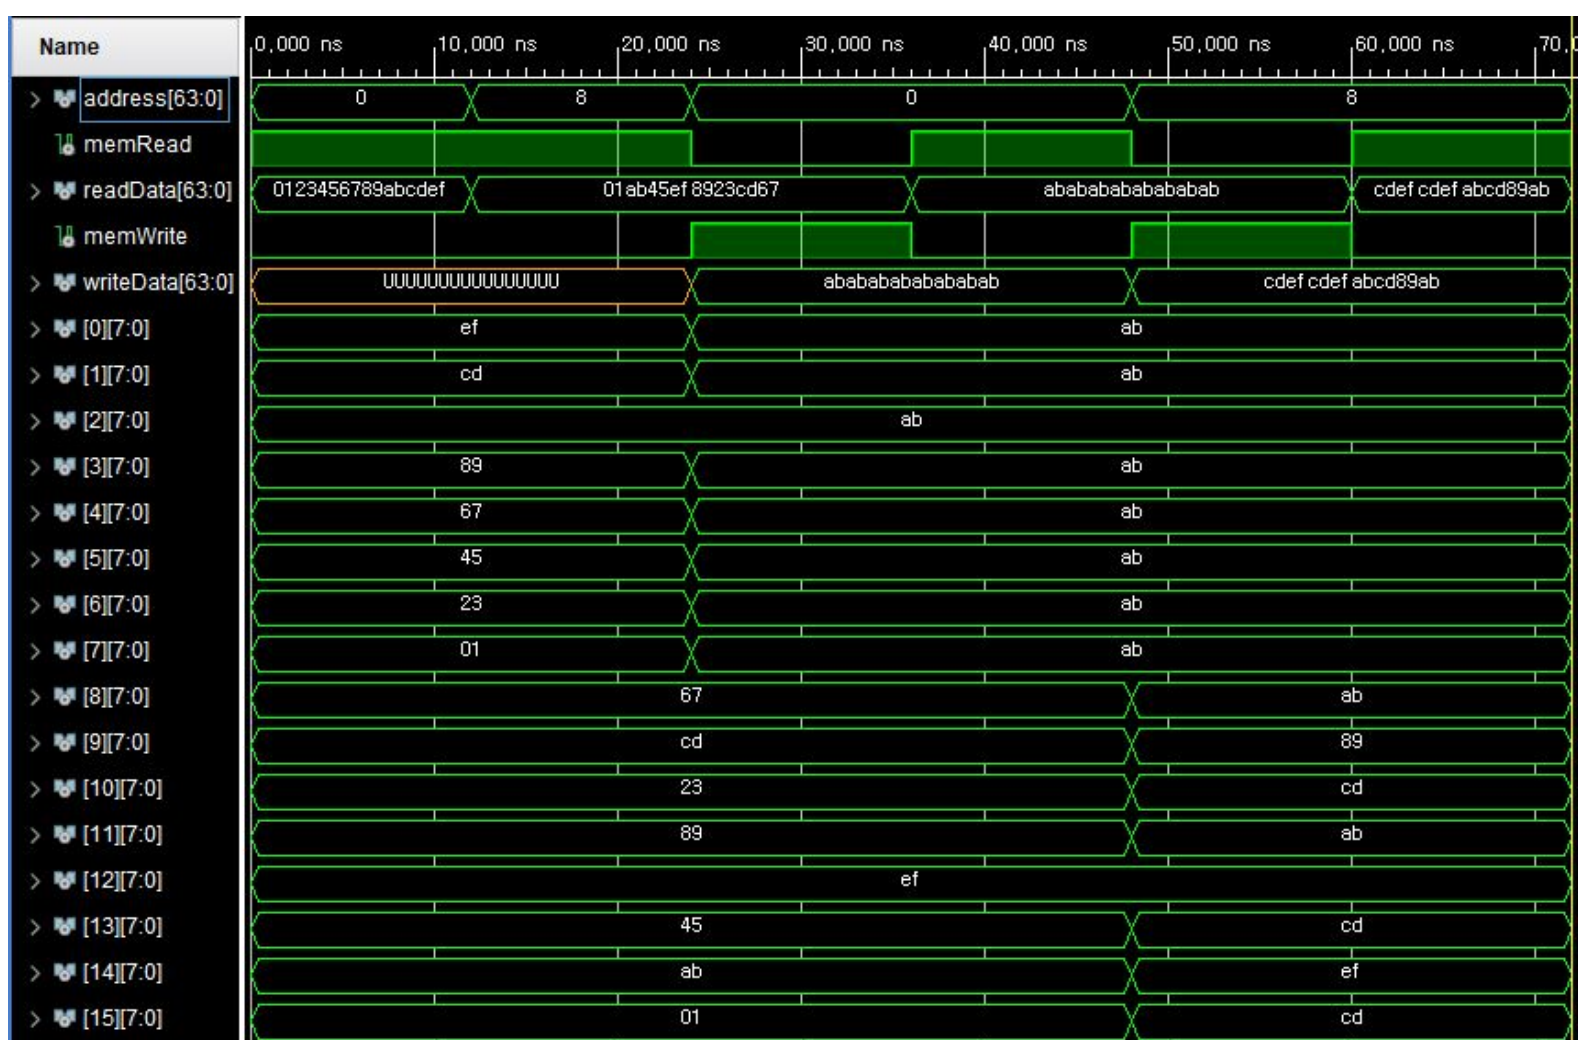 Name 0,000 ns 10,000 ns 20,000 ns 30,000 ns 40,000 ns 50,000 ns 60,000 ns 70,0
address[63:0] 0 8 0 8
memRead
readData[63:0] 0123456789abcdef 01ab45ef8923cd67 abababababababab cdefcdefabcd89ab
memWrite
writeData[63:0] UUUUUUUUUUUUUUUU abababababababab cdefcdefabcd89ab
[0][7:0] ef ab
[1][7:0] cd ab
[2][7:0] ab
[3][7:0] 89 ab
[4][7:0] 67 ab
[5][7:0] 45 ab
[6][7:0] 23 ab
[7][7:0] 01 ab
[8][7:0] 67 ab
[9][7:0] cd 89
[10][7:0] 23 cd
[11][7:0] 89 ab
[12][7:0] ef
[13][7:0] 45 cd
[14][7:0] ab ef
[15][7:0] 01 cd